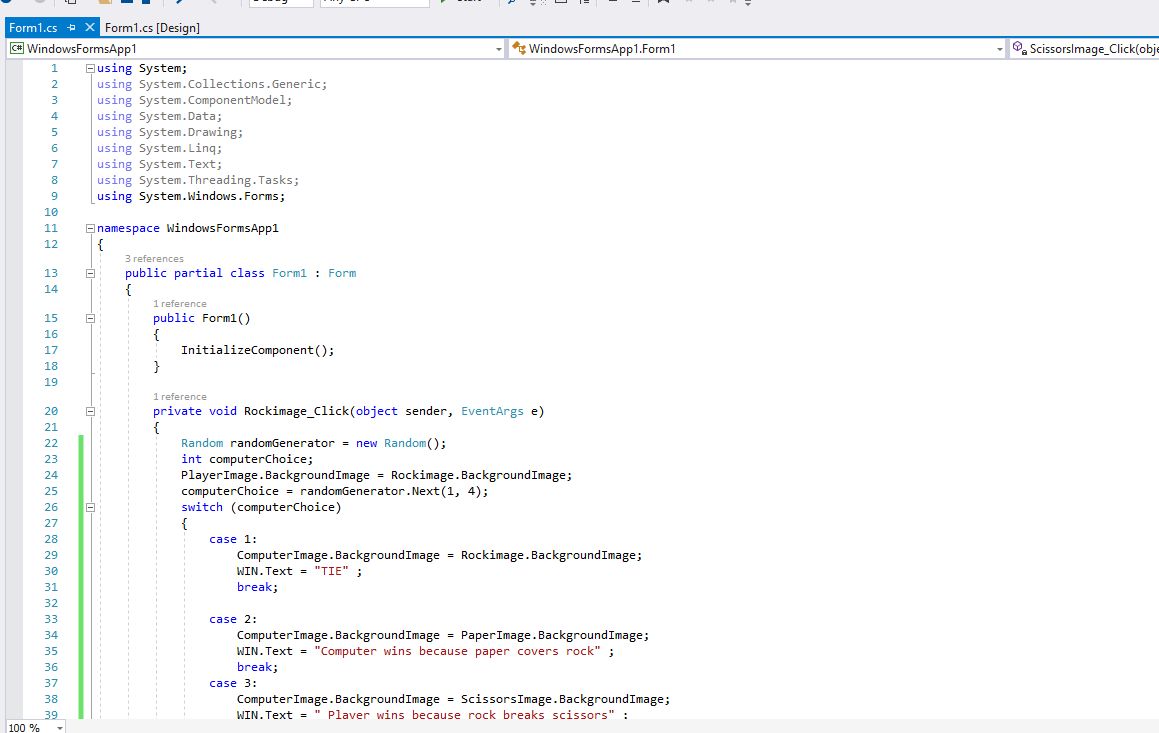 Form1.cs Form1.cs [Design]
C# WindowsFormsApp1 WindowsFormsApp1.Form1 ScissorsImage_Click(obje
1 using System;
2 using System.Collections.Generic;
3 using System.ComponentModel;
4 using System.Data;
5 using System.Drawing;
6 using System.Linq;
7 using System.Text;
8 using System.Threading.Tasks;
9 using System.Windows.Forms;
10
11 namespace WindowsFormsApp1
12 {
3 references
13 public partial class Form1 : Form
14 {
1 reference
15 public Form1()
16 {
17 InitializeComponent();
18 }
19
1 reference
20 private void Rockimage_Click(object sender, EventArgs e)
21 {
22 Random randomGenerator = new Random();
23 int computerChoice;
24 PlayerImage.BackgroundImage = Rockimage.BackgroundImage;
25 computerChoice = randomGenerator.Next(1, 4);
26 switch (computerChoice)
27 {
28 case 1:
29 ComputerImage.BackgroundImage = Rockimage.BackgroundImage;
30 WIN.Text = "TIE" ;
31 break;
32
33 case 2:
34 ComputerImage.BackgroundImage = PaperImage.BackgroundImage;
35 WIN.Text = "Computer wins because paper covers rock" ;
36 break;
37 case 3:
38 ComputerImage.BackgroundImage = ScissorsImage.BackgroundImage;
39 WIN.Text = " Player wins because rock breaks scissors" ;
100 %